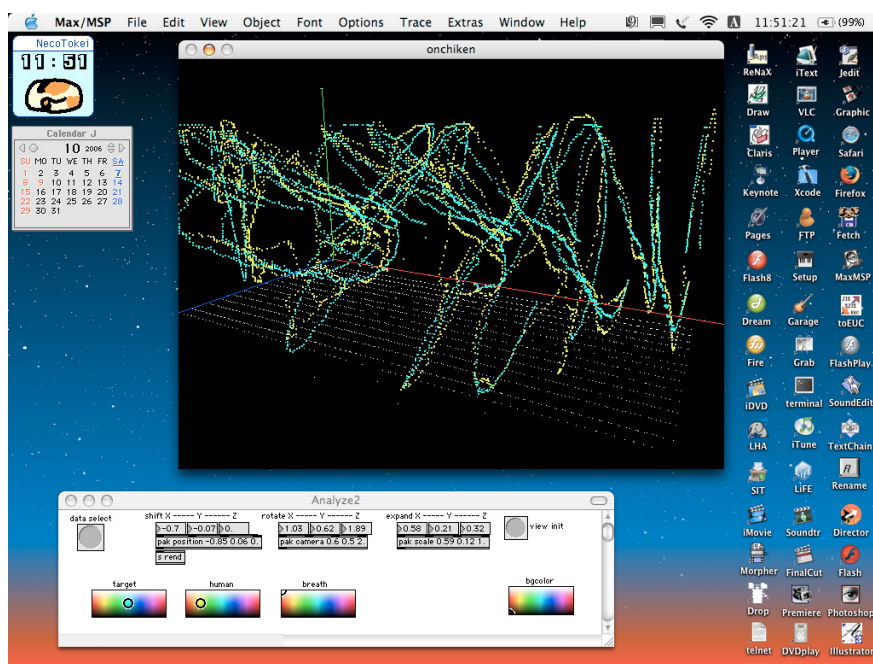 Max/MSP File Edit View Object Font Options Trace Extras Window Help 11:51:21 (99%)
NecoTokei
11:51
Calendar J
10 2006
SU MO TU WE TH FR SA
1 2 3 4 5 6 7
8 9 10 11 12 13 14
15 16 17 18 19 20 21
22 23 24 25 26 27 28
29 30 31
onchiken
ReNaX iText Jedit
Draw VLC Graphic
Claris Player Safari
Keynote Xcode Firefox
Pages FTP Fetch
Flash8 Setup MaxMSP
Dream Garage toEUC
Fire Grab FlashPlay
iDVD terminal SoundEdit
LHA iTune TextChain
SIT LiFE Rename
iMovie Soundtr Director
Morpher FinalCut Flash
Drop Premiere Photoshop
telnet DVDplay Illustrator
Analyze2
data select
shift X ----- Y ------ Z
-0.7 -0.07 0.
pak position -0.85 0.06 0.
s rend
rotate X ----- Y ------ Z
1.03 0.62 1.89
pak camera 0.6 0.5 2.
expand X ----- Y ------ Z
0.58 0.21 0.32
pak scale 0.59 0.12 1.
view init
target human breath bgcolor